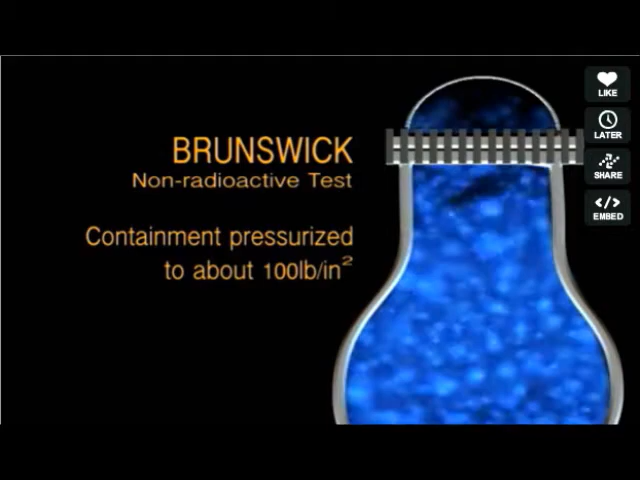 BRUNSWICK
Non-radioactive Test
Containment pressurized
to about 100lb/in²
LIKE
LATER
SHARE
EMBED